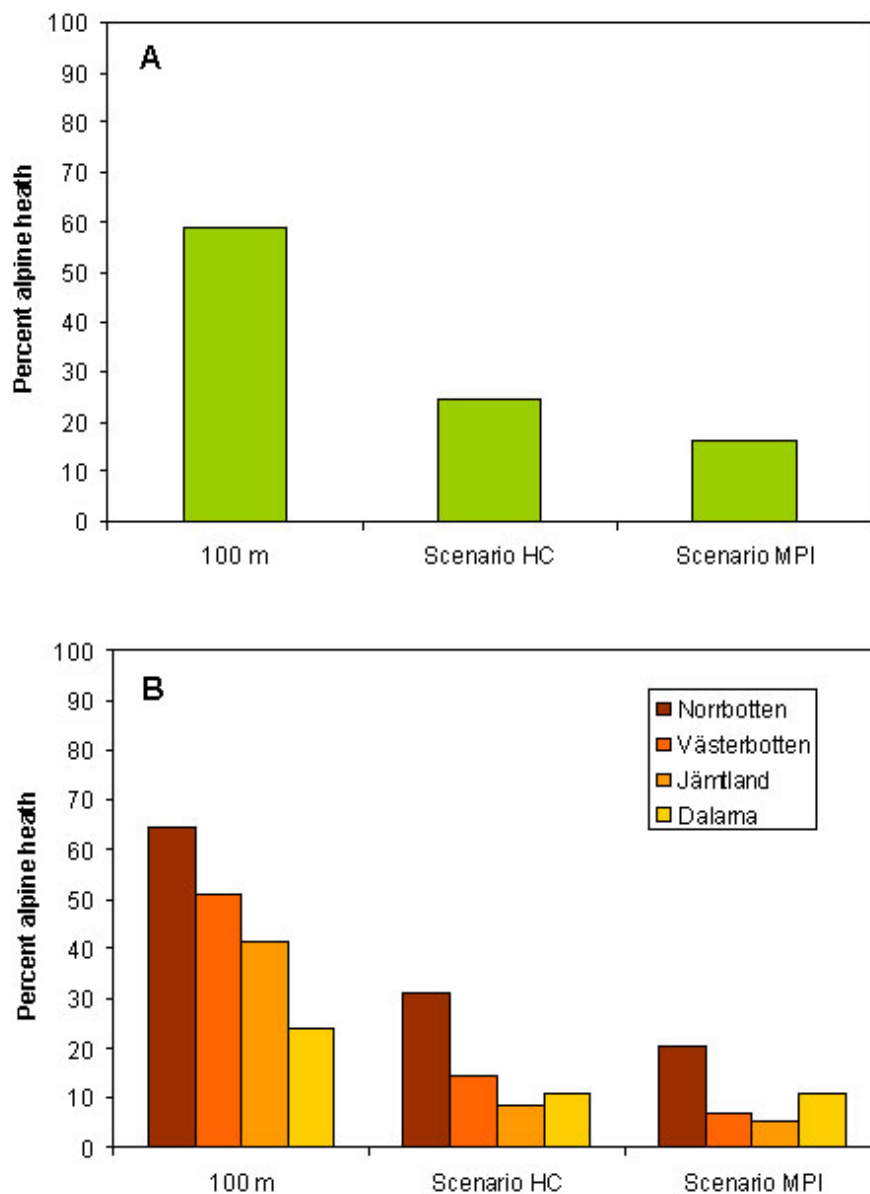 A
Percent alpine heath
100
90
80
70
60
50
40
30
20
10
0
100 m Scenario HC Scenario MPI
B
Percent alpine heath
100
90
80
70
60
50
40
30
20
10
0
Norrbotten
Västerbotten
Jämtland
Dalarna
100 m Scenario HC Scenario MPI